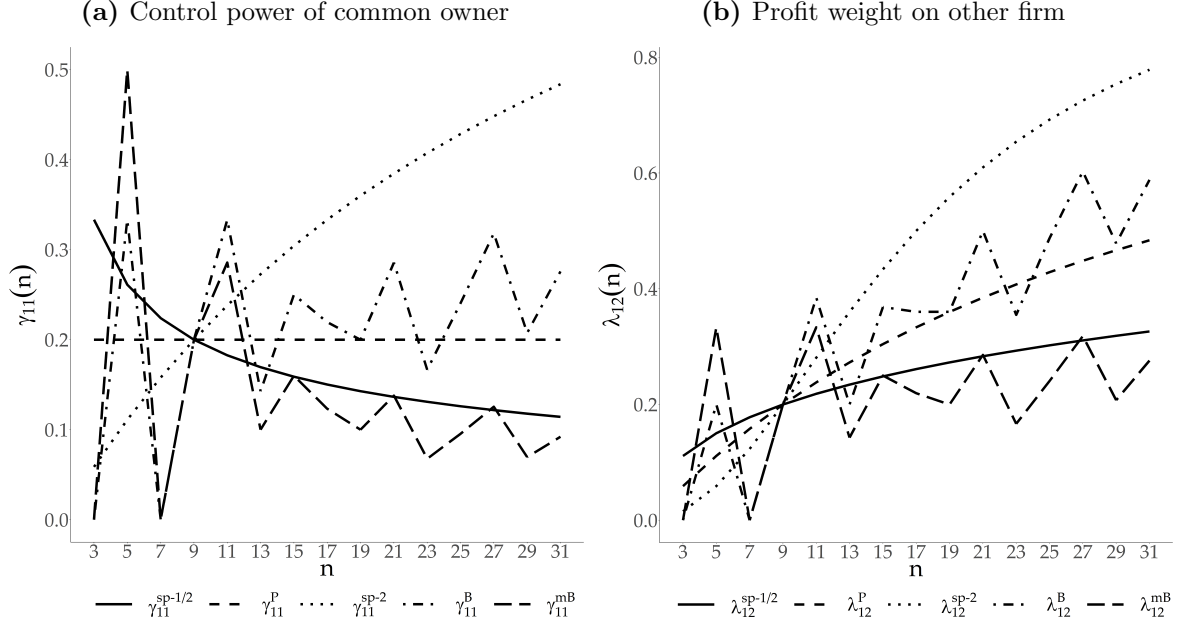 (a) Control power of common owner
γ₁₁(n)
0.5
0.4
0.3
0.2
0.1
0.0
3 5 7 9 11 13 15 17 19 21 23 25 27 29 31
n
γ₁₁^sp-1/2 γ₁₁^P γ₁₁^sp-2 γ₁₁^B γ₁₁^mB
(b) Profit weight on other firm
λ₁₂(n)
0.8
0.6
0.4
0.2
0.0
3 5 7 9 11 13 15 17 19 21 23 25 27 29 31
n
λ₁₂^sp-1/2 λ₁₂^P λ₁₂^sp-2 λ₁₂^B λ₁₂^mB